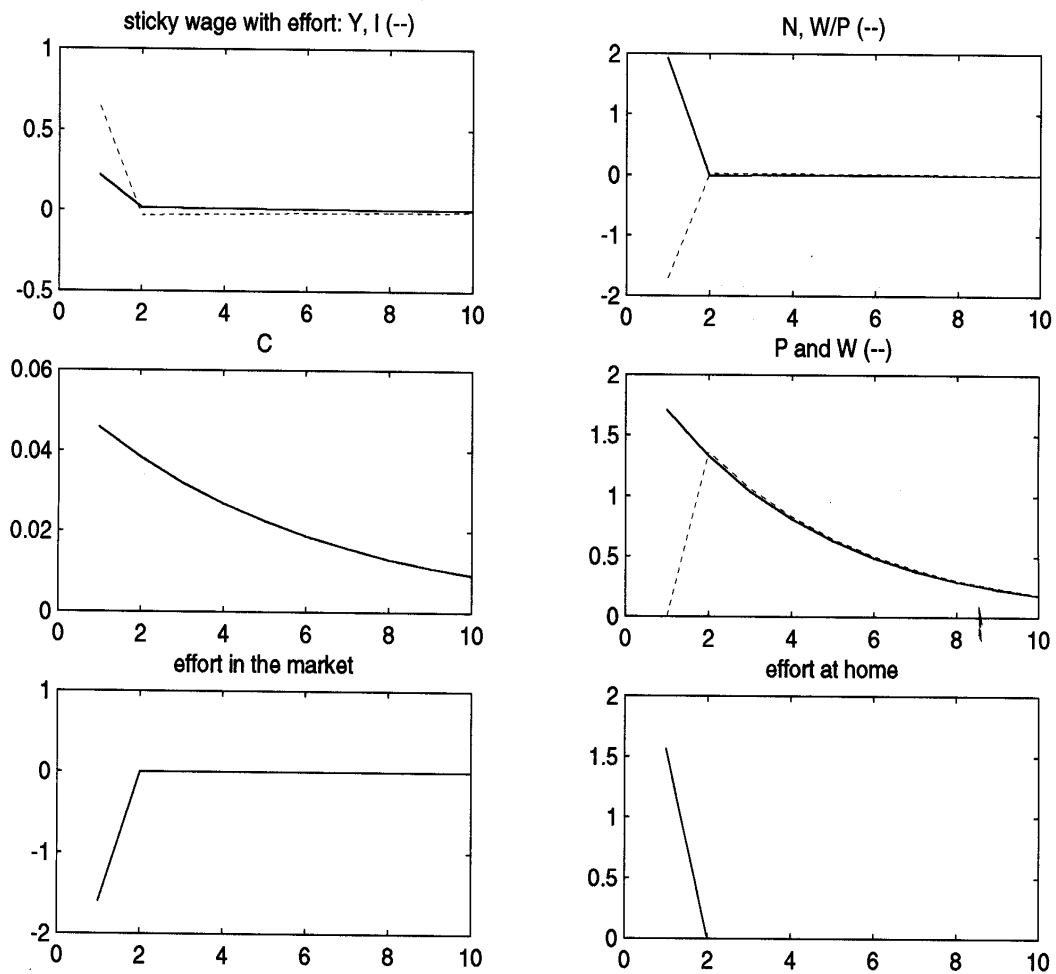 sticky wage with effort: Y, I (--)
1
0.5
0
-0.5
0 2 4 6 8 10
N, W/P (--)
2
1
0
-1
-2
0 2 4 6 8 10
C
0.06
0.04
0.02
0
0 2 4 6 8 10
P and W (--)
2
1.5
1
0.5
0
0 2 4 6 8 10
effort in the market
1
0
-1
-2
0 2 4 6 8 10
effort at home
2
1.5
1
0.5
0
0 2 4 6 8 10